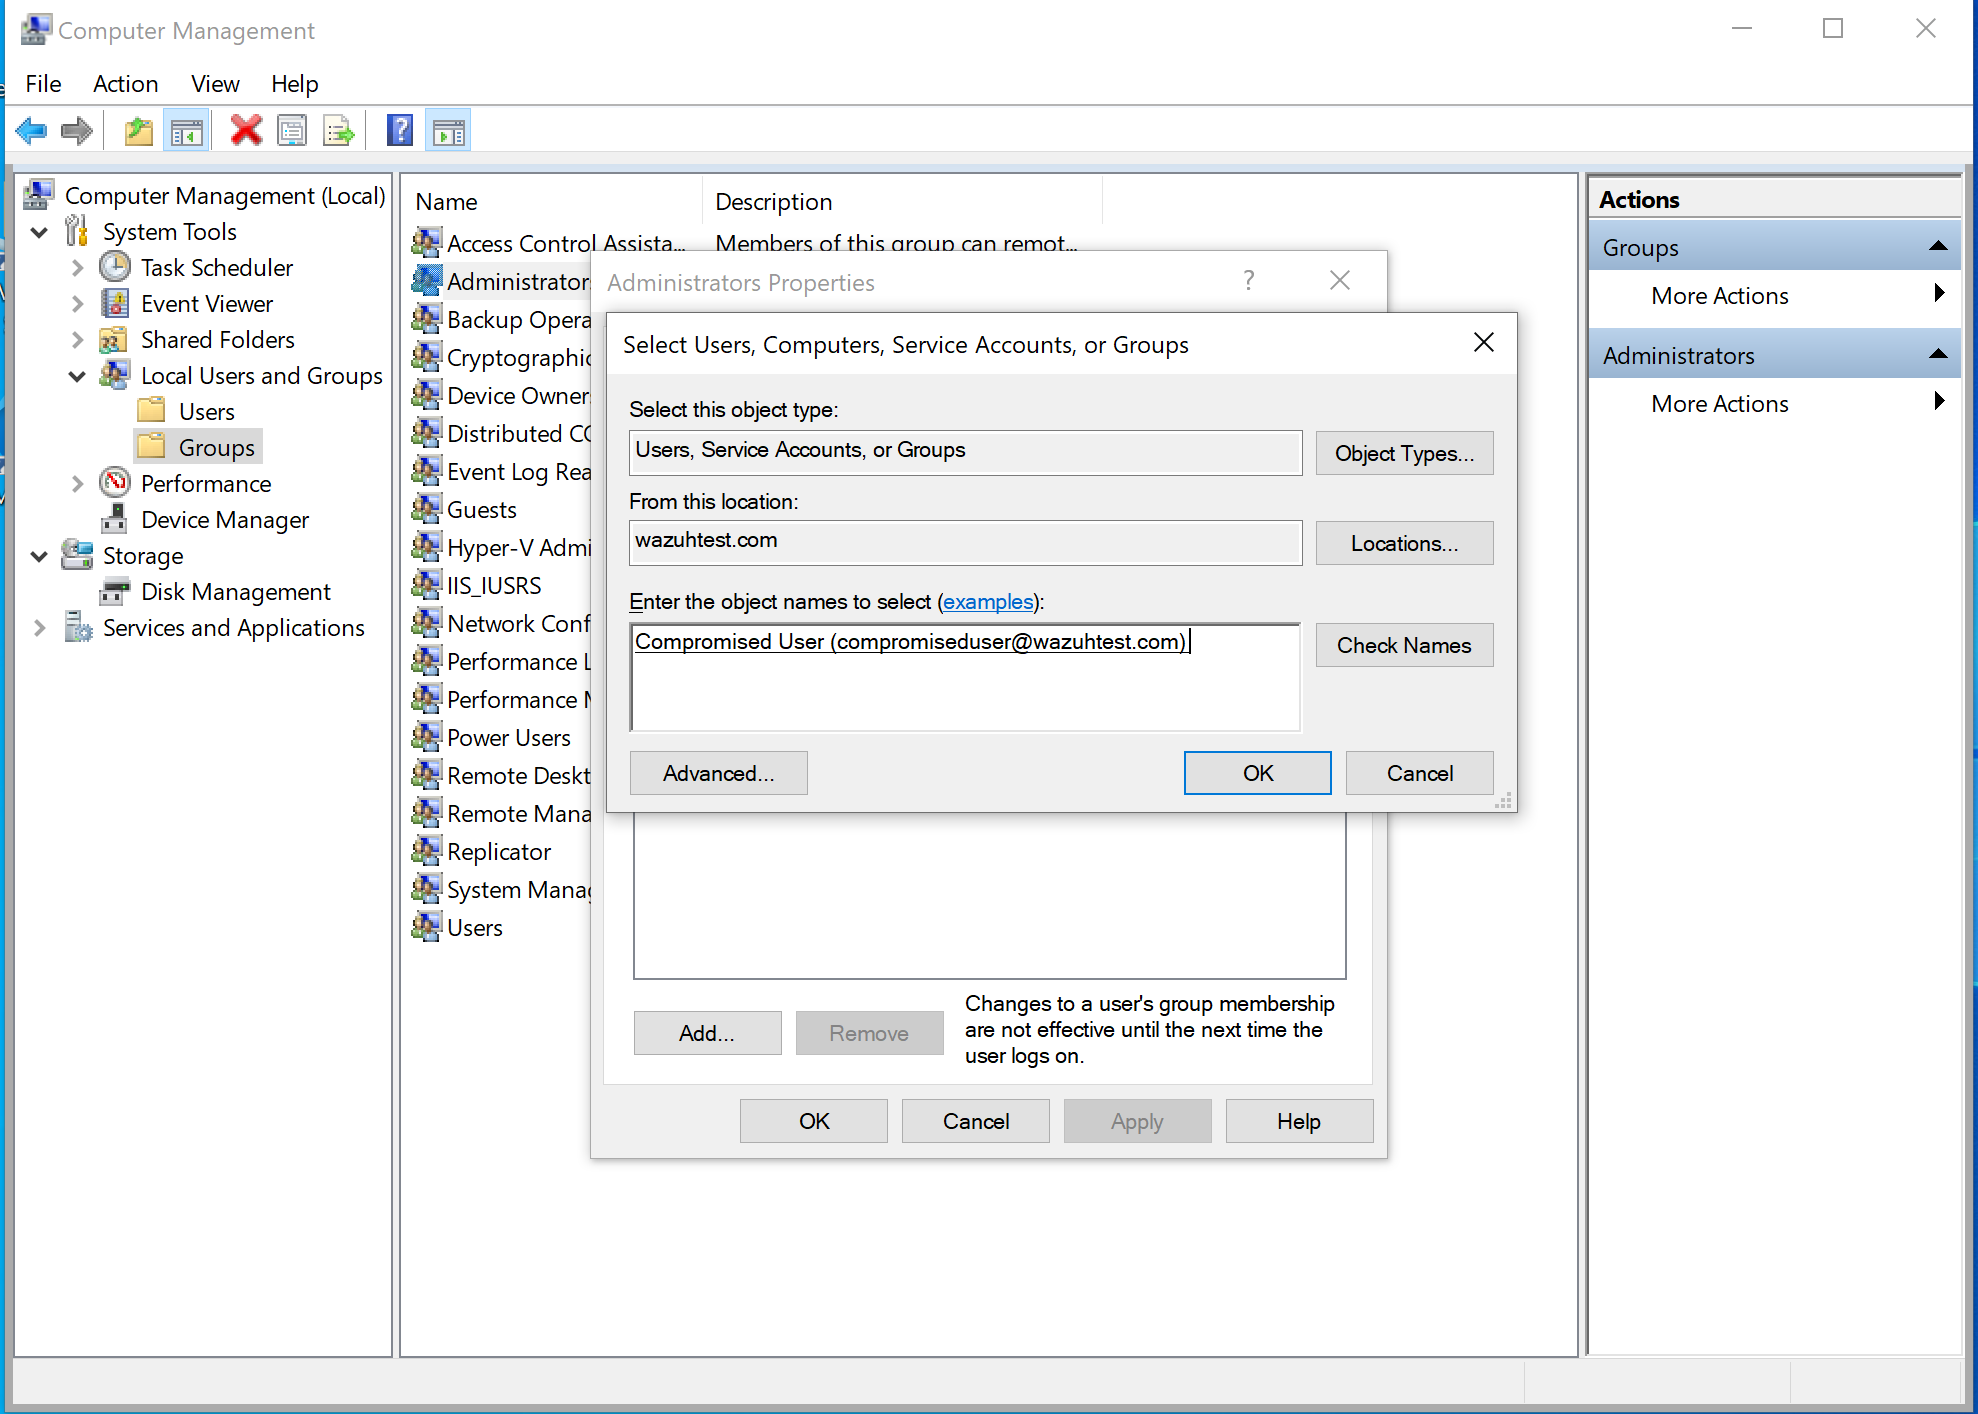 Computer Management
File Action View Help
Computer Management (Local)
System Tools
Task Scheduler
Event Viewer
Shared Folders
Local Users and Groups
Users
Groups
Performance
Device Manager
Storage
Disk Management
Services and Applications
Name Description
Access Control Assista... Members of this group can remot...
Administrators
Backup Opera
Cryptographic
Device Owner
Distributed CO
Event Log Rea
Guests
Hyper-V Admi
IIS_IUSRS
Network Conf
Performance L
Performance M
Power Users
Remote Deskt
Remote Mana
Replicator
System Manag
Users
Administrators Properties ?
Select Users, Computers, Service Accounts, or Groups
Select this object type:
Users, Service Accounts, or Groups Object Types...
From this location:
wazuhtest.com Locations...
Enter the object names to select (examples):
Compromised User (compromiseduser@wazuhtest.com) Check Names
Advanced... OK Cancel
Add... Remove
Changes to a user's group membership
are not effective until the next time the
user logs on.
OK Cancel Apply Help
Actions
Groups
More Actions
Administrators
More Actions